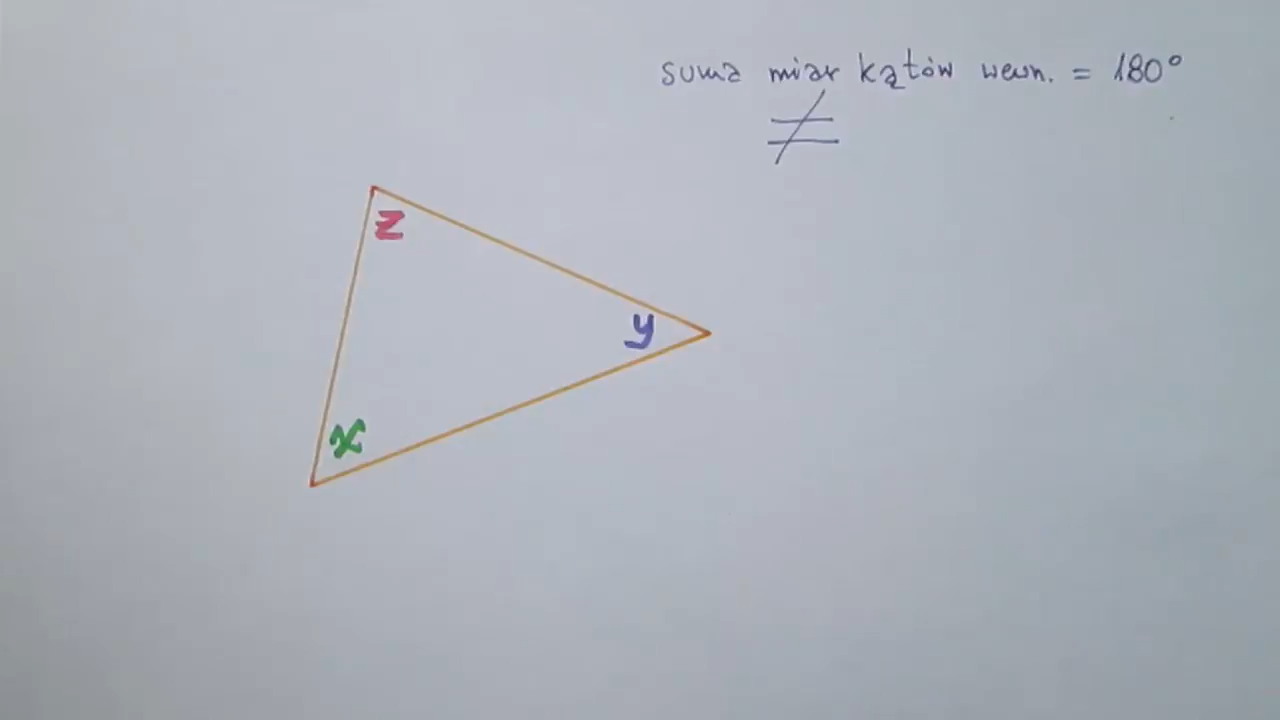 suma miar kątów wewn. = 180°
≠
z
y
x